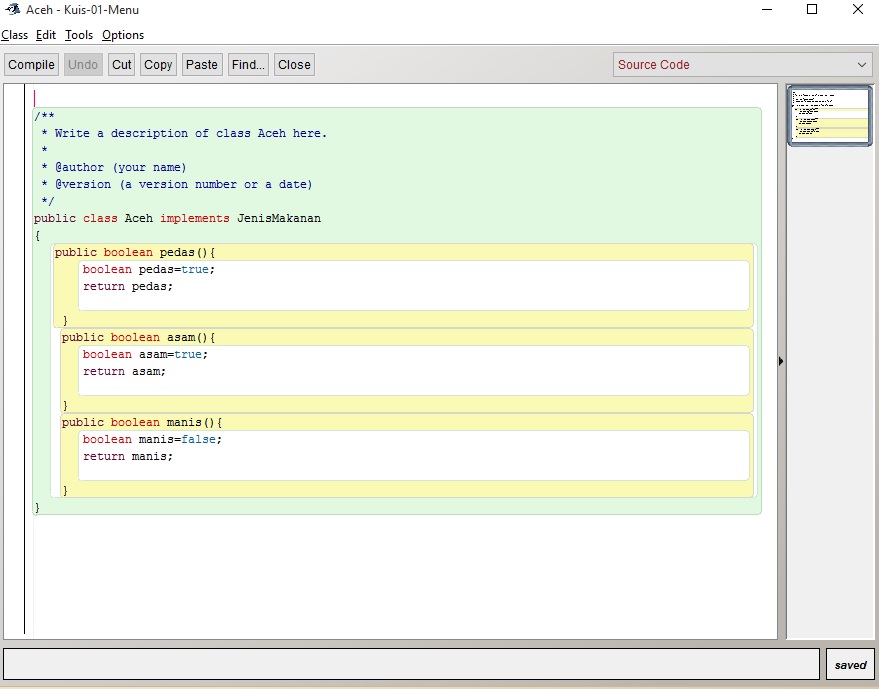 Aceh - Kuis-01-Menu
Class Edit Tools Options
Compile Undo Cut Copy Paste Find... Close Source Code
/**
 * Write a description of class Aceh here.
 *
 * @author (your name)
 * @version (a version number or a date)
 */
public class Aceh implements JenisMakanan
{
public boolean pedas(){
boolean pedas=true;
return pedas;
}
public boolean asam(){
boolean asam=true;
return asam;
}
public boolean manis(){
boolean manis=false;
return manis;
}
}
saved